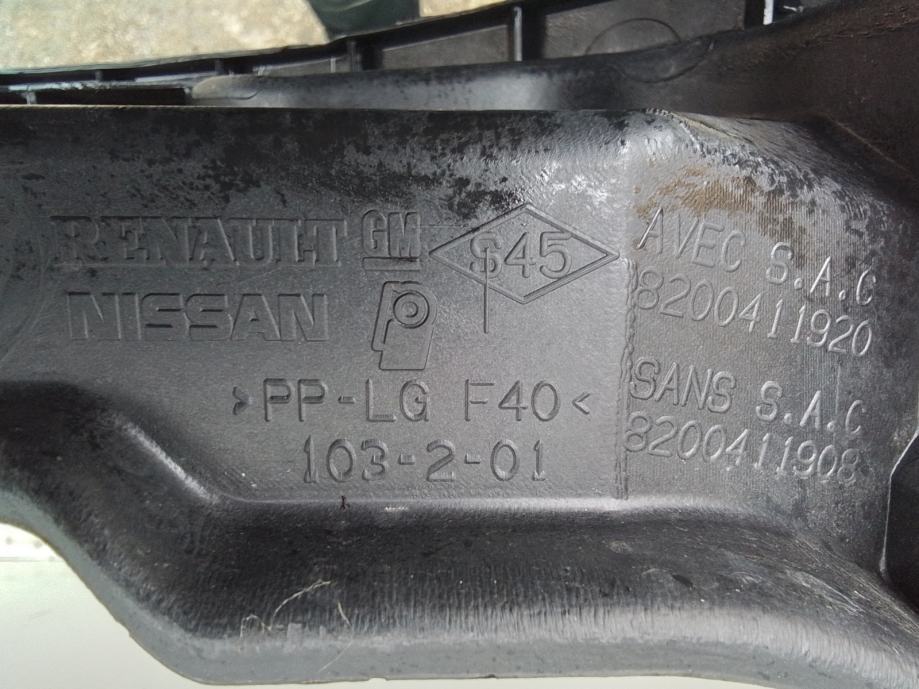 RENAULT GM
NISSAN
S45
>PP-LG F40<
103-2-01
AVEC S.A.C
8200411920
SANS S.A.C
8200411908